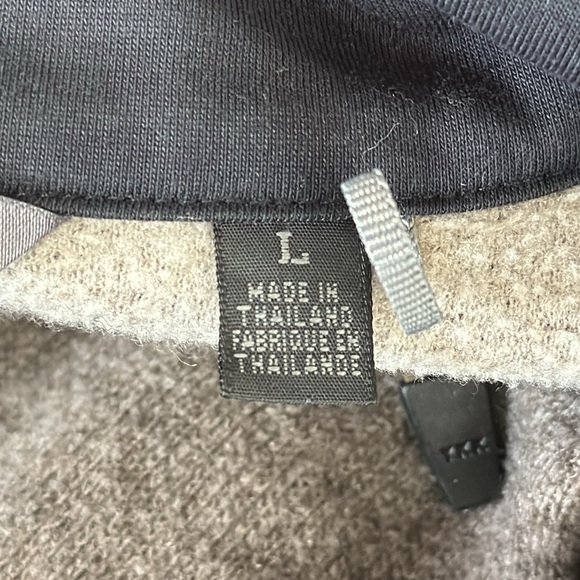 L
MADE IN
THAILAND
FABRIQUE EN
THAILANDE